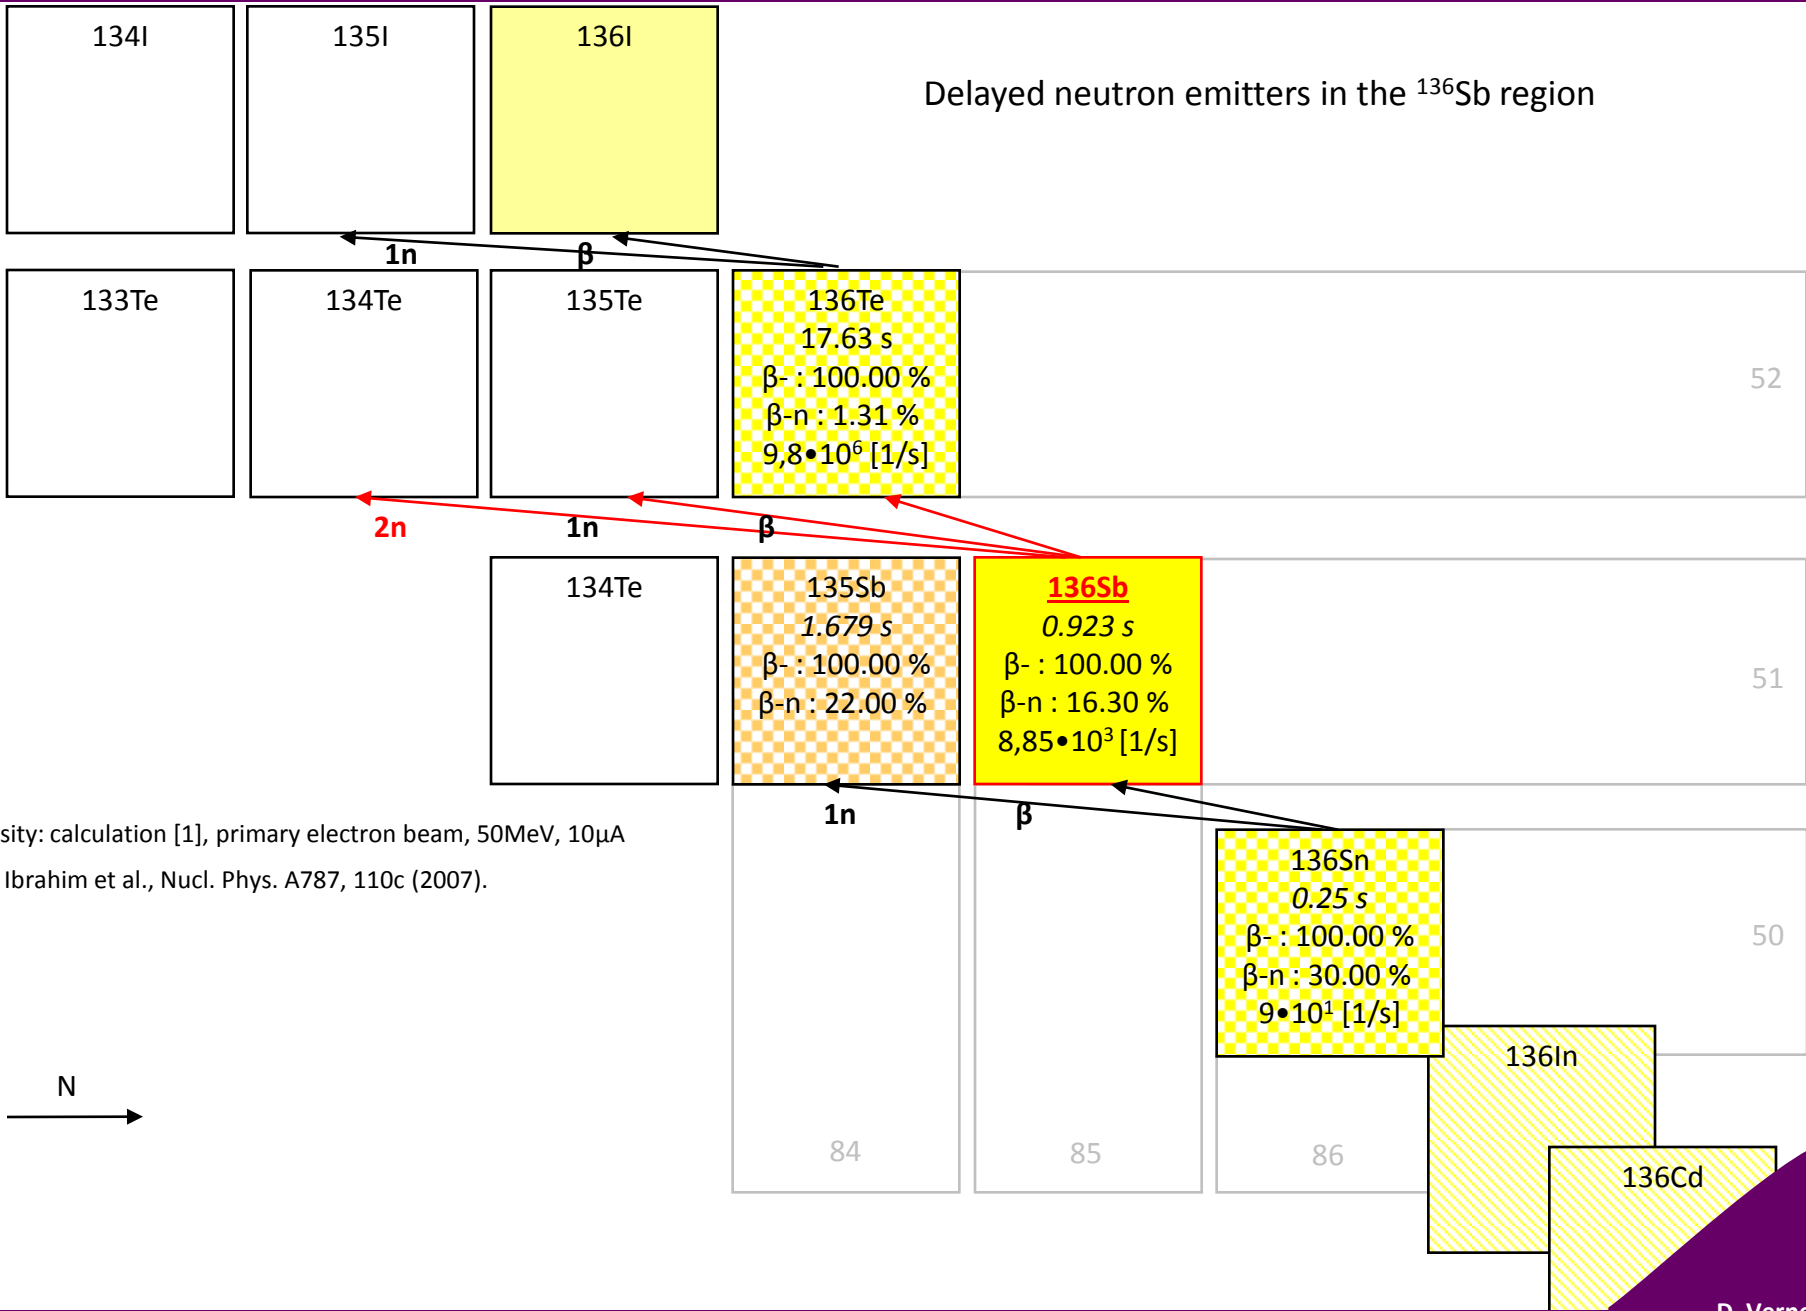 134I
135I
136I
Delayed neutron emitters in the ¹³⁶Sb region
1n
β
133Te
134Te
135Te
136Te
17.63 s
β- : 100.00 %
β-n : 1.31 %
9,8•10⁶ [1/s]
52
2n
1n
β
134Te
135Sb
1.679 s
β- : 100.00 %
β-n : 22.00 %
136Sb
0.923 s
β- : 100.00 %
β-n : 16.30 %
8,85•10³ [1/s]
51
1n
β
sity: calculation [1], primary electron beam, 50MeV, 10μA
Ibrahim et al., Nucl. Phys. A787, 110c (2007).
136Sn
0.25 s
β- : 100.00 %
β-n : 30.00 %
9•10¹ [1/s]
50
136In
N
84
85
86
136Cd